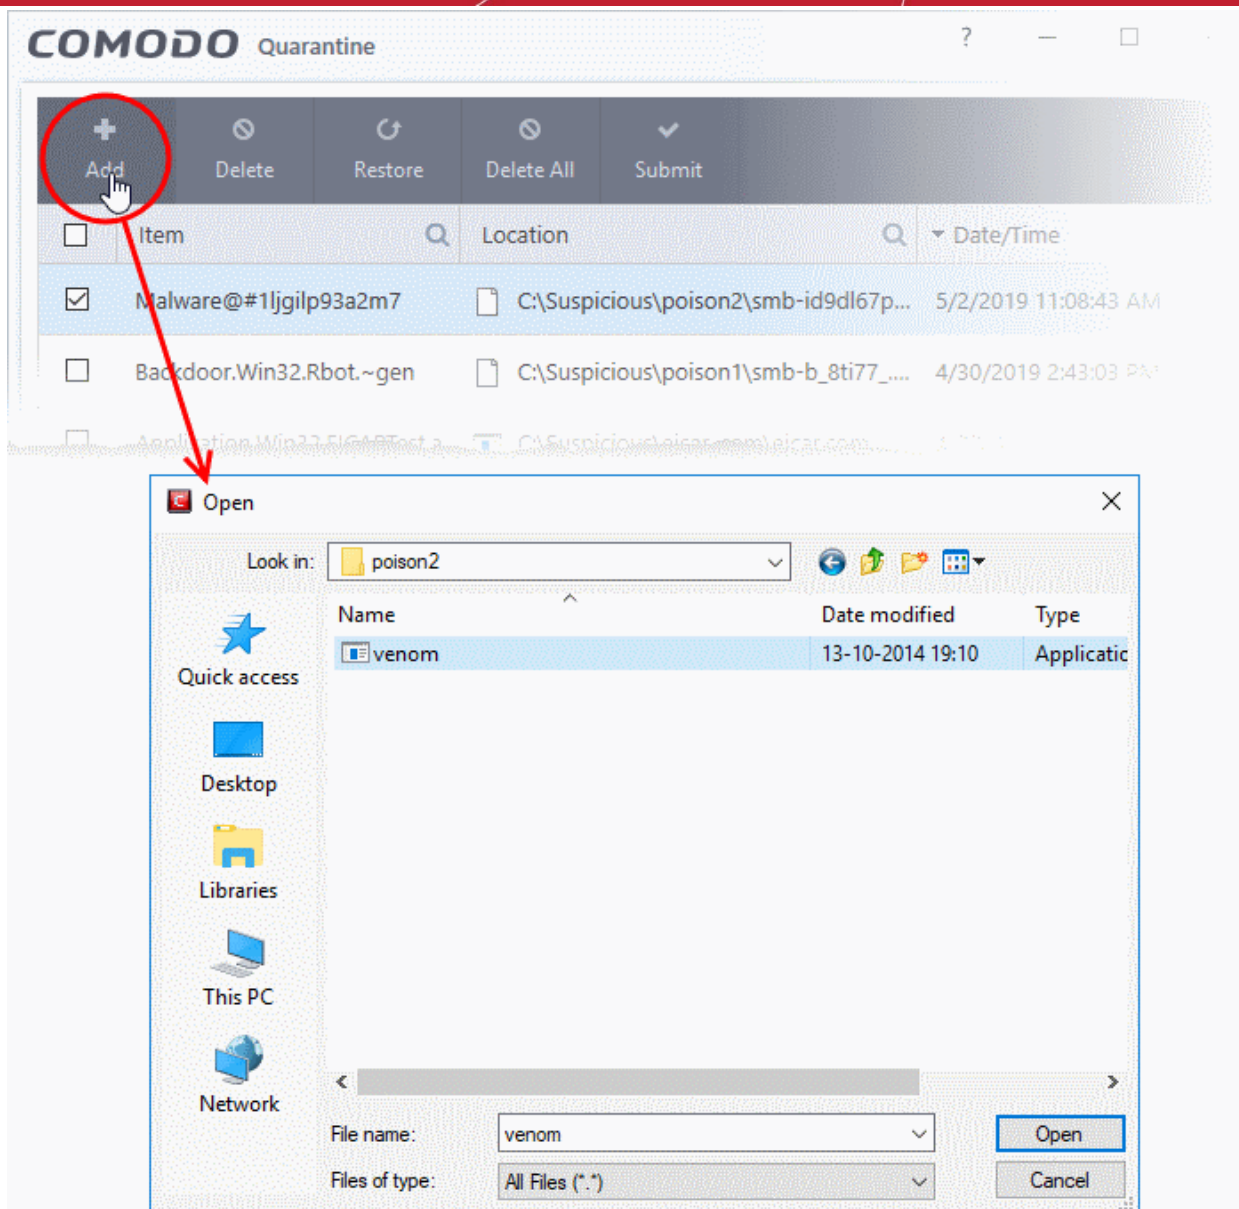 COMODO Quarantine ?
Add Delete Restore Delete All Submit
Item Location Date/Time
Malware@#1ljgilp93a2m7 C:\Suspicious\poison2\smb-id9dl67p... 5/2/2019 11:08:43 AM
Backdoor.Win32.Rbot.~gen C:\Suspicious\poison1\smb-b_8ti77_.... 4/30/2019 2:43:03 PM
C Open
Look in: poison2
Name Date modified Type
venom 13-10-2014 19:10 Applicatic
Quick access
Desktop
Libraries
This PC
Network
File name: venom Open
Files of type: All Files (*.*) Cancel